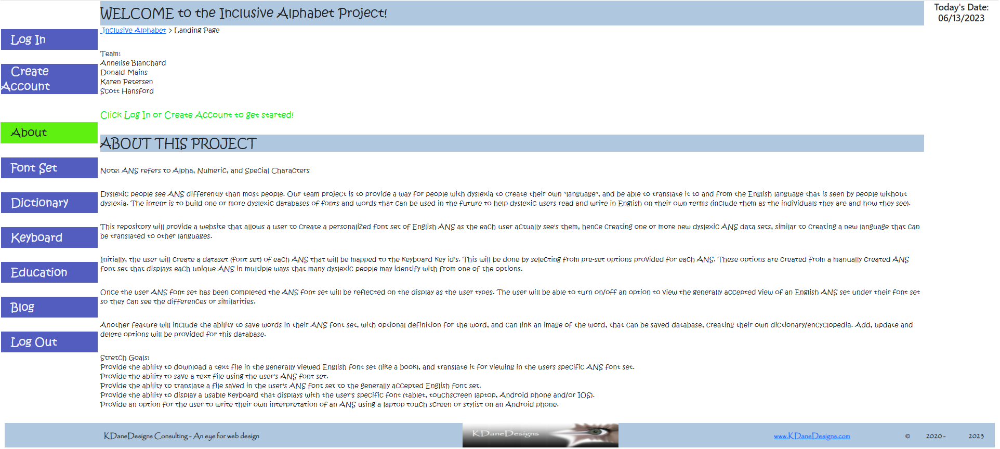 WELCOME to the Inclusive Alphabet Project!
Today's Date:
06/13/2023
Inclusive Alphabet > Landing Page
Log In
Create
Account
About
Font Set
Dictionary
Keyboard
Education
Blog
Log Out
Team:
Annelise Blanchard
Donald Mains
Karen Petersen
Scott Hansford
Click Log In or Create Account to get started!
ABOUT THIS PROJECT
Note: ANS refers to Alpha, Numeric, and Special Characters
Dyslexic people see ANS differently than most people. Our team project is to provide a way for people with dyslexia to create their own "language", and be able to translate it to and from the English language that is seen by people without
dyslexia. The intent is to build one or more dyslexic databases of fonts and words that can be used in the future to help dyslexic users read and write in English on their own terms (include them as the individuals they are and how they see).
This repository will provide a website that allows a user to create a personalized font set of English ANS as the each user actually see's them, hence creating one or more new dyslexic ANS data sets, similar to creating a new language that can
be translated to other languages.
Initially, the user will create a dataset (font set) of each ANS that will be mapped to the keyboard key id's. This will be done by selecting from pre-set options provided for each ANS. These options are created from a manually created ANS
font set that displays each unique ANS in multiple ways that many dyslexic people may identify with from one of the options.
Once the user ANS font set has been completed the ANS font set will be reflected on the display as the user types. The user will be able to turn on/off an option to view the generally accepted view of an English ANS set under their font set
so they can see the differences or similarities.
Another feature will include the ability to save words in their ANS font set, with optional definition for the word, and can link an image of the word, that can be saved database, creating their own dictionary/encyclopedia. Add, update and
delete options will be provided for this database.
Stretch Goals:
Provide the ability to download a text file in the generally viewed English font set (like a book), and translate it for viewing in the users specific ANS font set.
Provide the ability to save a text file using the user's ANS font set.
Provide the ability to translate a file saved in the user's ANS font set to the generally accepted English font set.
Provide the ability to display a usable keyboard that displays with the user's specific font (tablet, touchscreen laptop, Android phone and/or IOS).
Provide an option for the user to write their own interpretation of an ANS using a laptop touch screen or stylist on an Android phone.
KDaneDesigns Consulting - An eye for web design
KDaneDesigns
www.KDaneDesigns.com
© 2020 - 2023